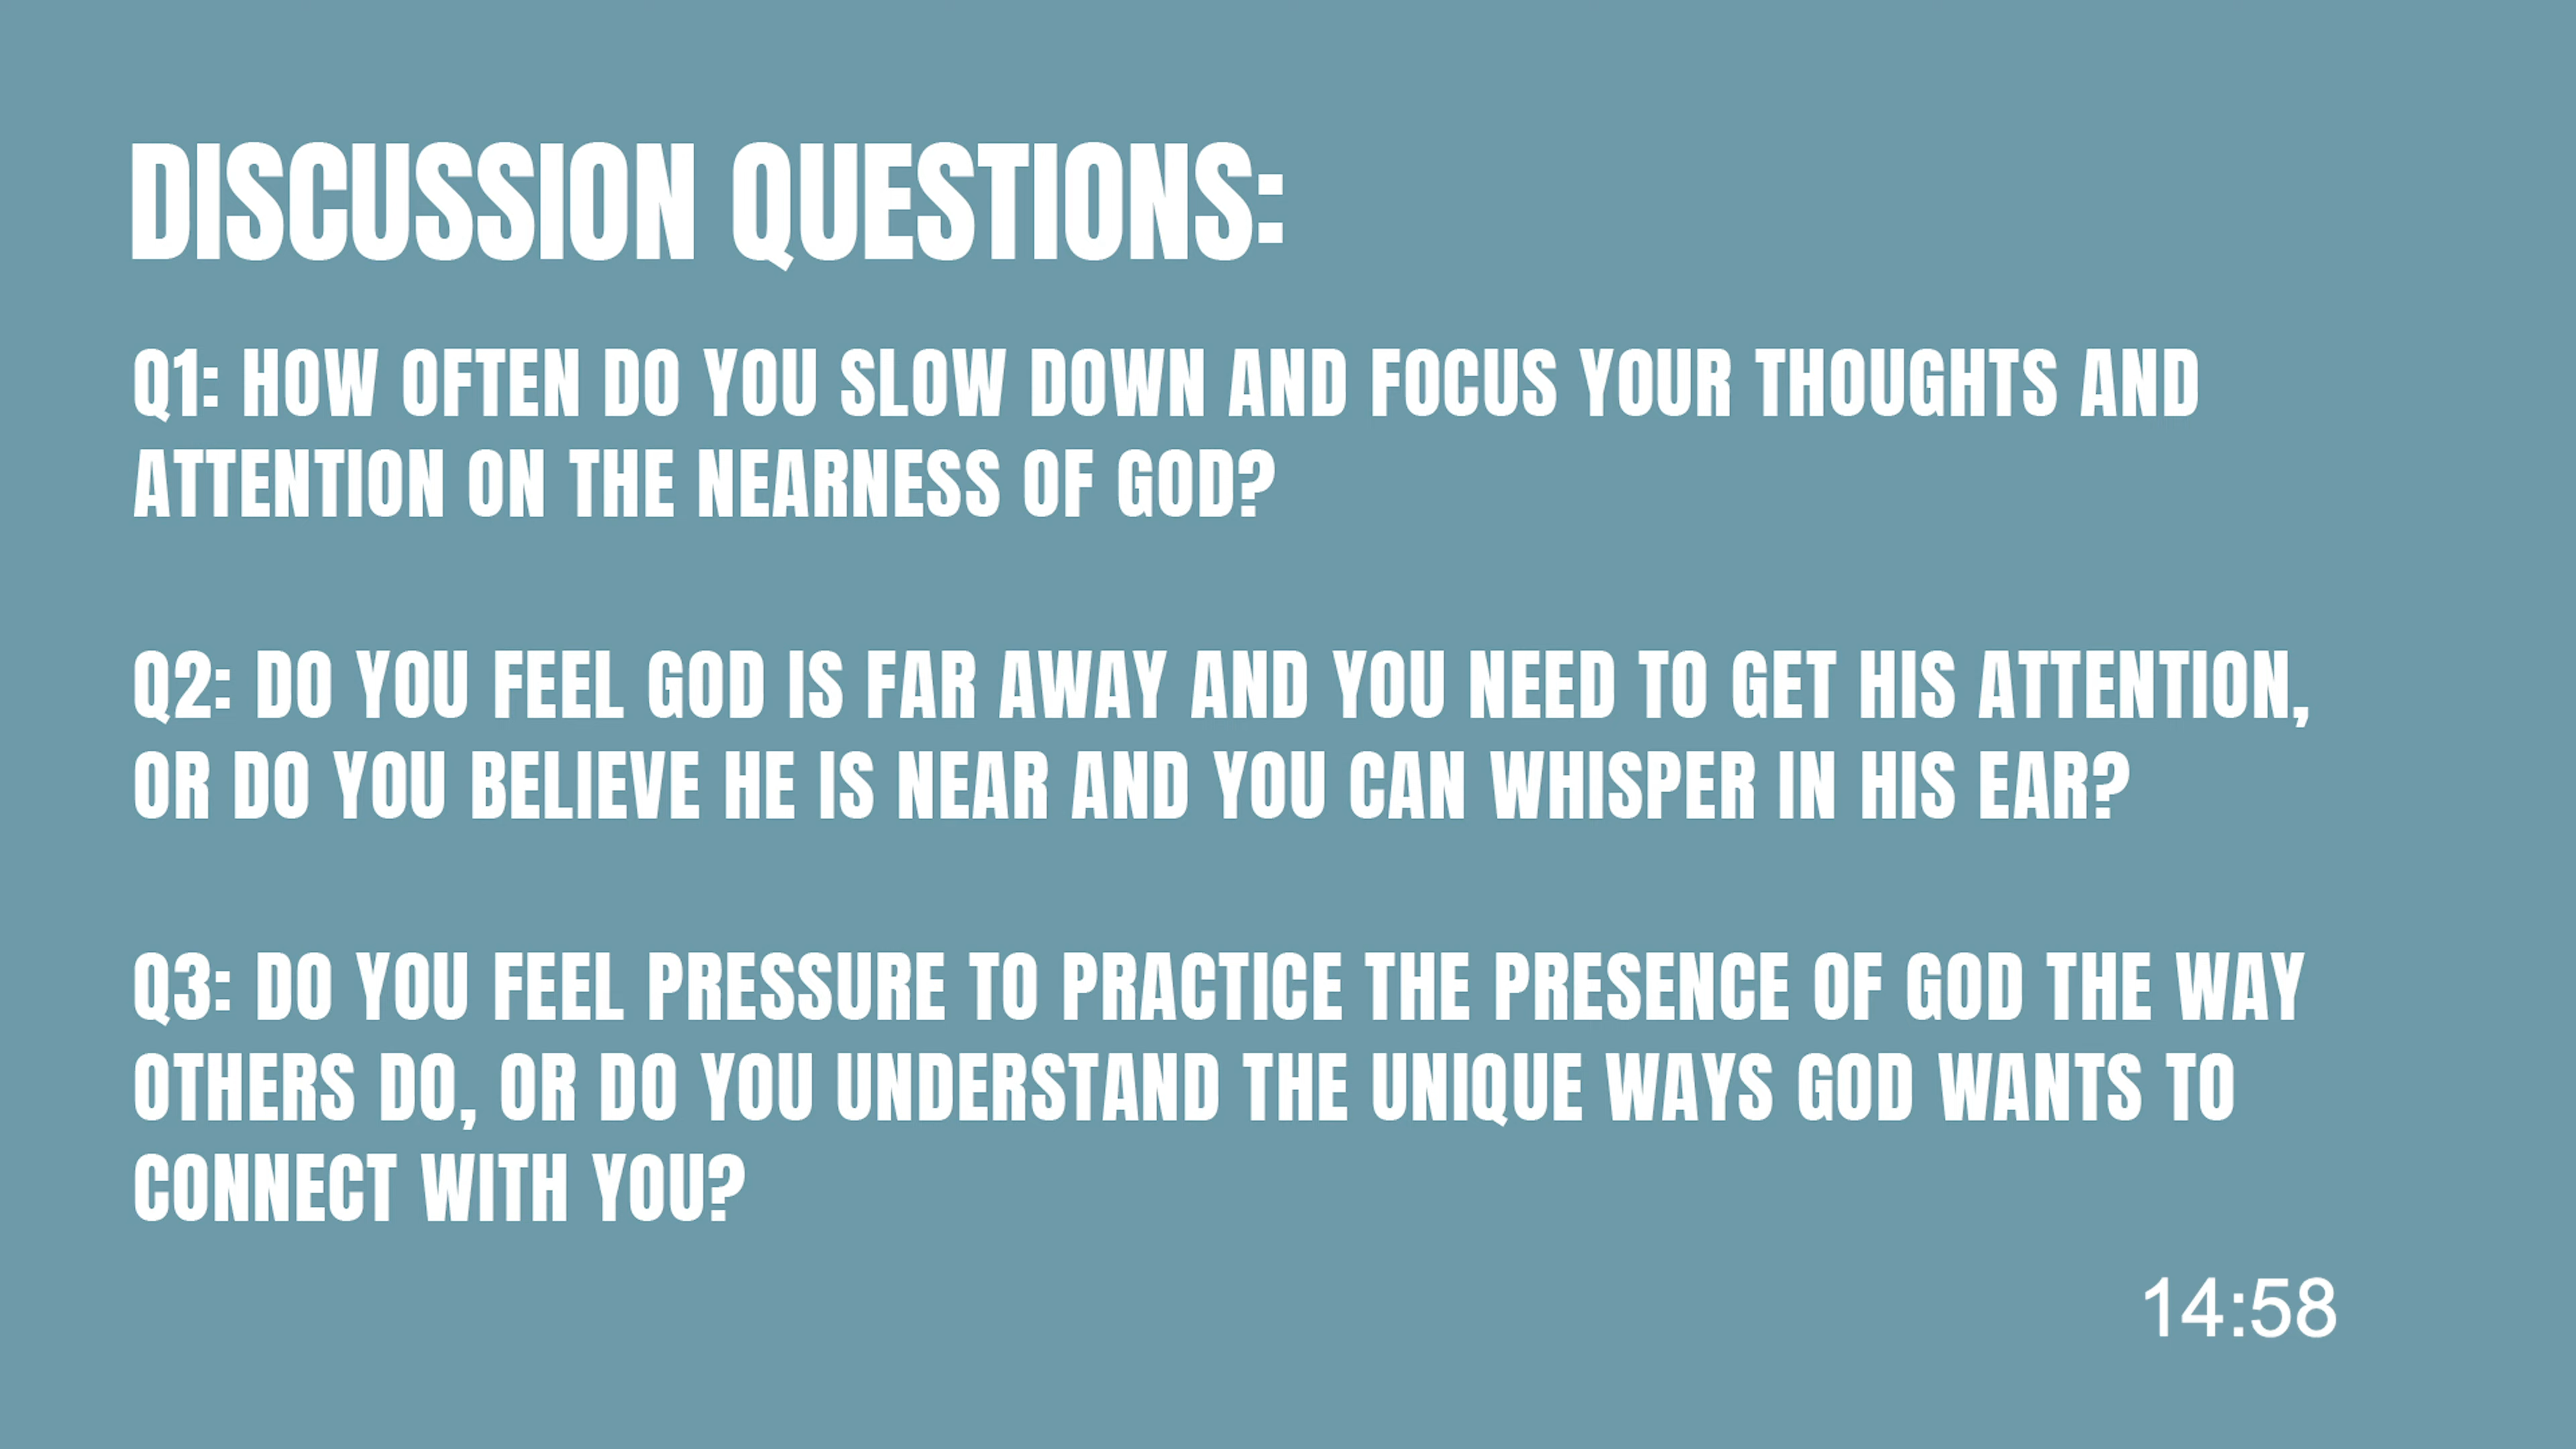 DISCUSSION QUESTIONS:
Q1: HOW OFTEN DO YOU SLOW DOWN AND FOCUS YOUR THOUGHTS AND
ATTENTION ON THE NEARNESS OF GOD?
Q2: DO YOU FEEL GOD IS FAR AWAY AND YOU NEED TO GET HIS ATTENTION,
OR DO YOU BELIEVE HE IS NEAR AND YOU CAN WHISPER IN HIS EAR?
Q3: DO YOU FEEL PRESSURE TO PRACTICE THE PRESENCE OF GOD THE WAY
OTHERS DO, OR DO YOU UNDERSTAND THE UNIQUE WAYS GOD WANTS TO
CONNECT WITH YOU?
14:58